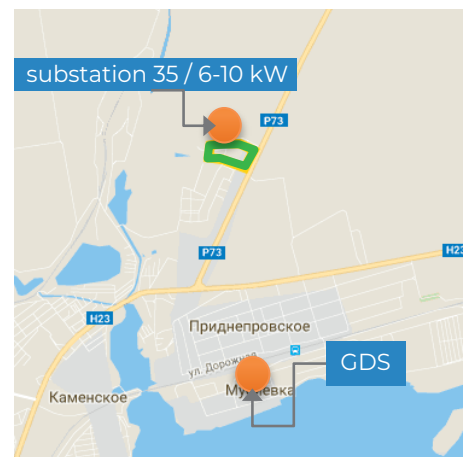 substation 35 / 6-10 kW
P73
P73
H23
H23
Приднепровское
ул. Дорожная
GDS
Каменское